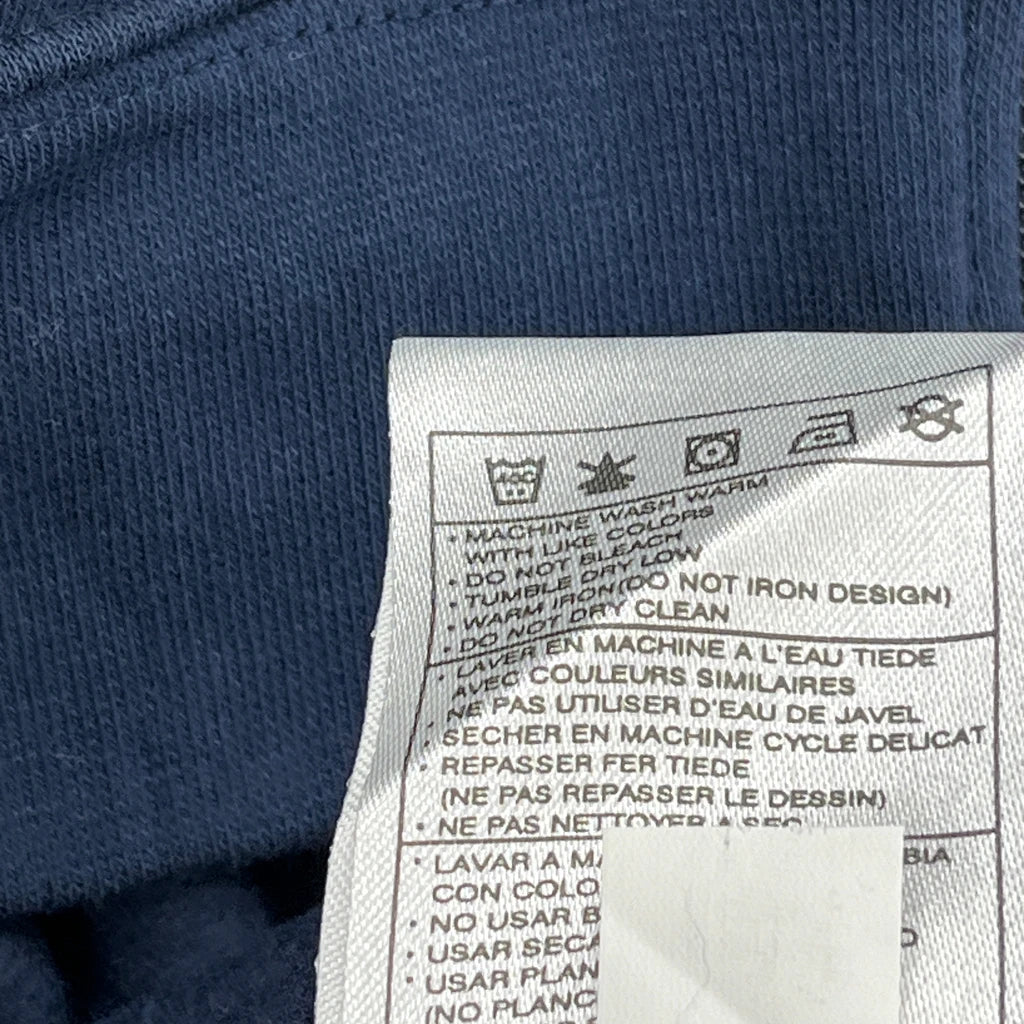 40C
• MACHINE WASH WARM
WITH LIKE COLORS
• DO NOT BLEACH
• TUMBLE DRY LOW
• WARM IRON (DO NOT IRON DESIGN)
• DO NOT DRY CLEAN
• LAVER EN MACHINE A L'EAU TIEDE
AVEC COULEURS SIMILAIRES
• NE PAS UTILISER D'EAU DE JAVEL
• SECHER EN MACHINE CYCLE DELICAT
• REPASSER FER TIEDE
(NE PAS REPASSER LE DESSIN)
• NE PAS NETTOYER A SEC
• LAVAR A
CON
• NO USAR
• USAR
• USAR
(NO